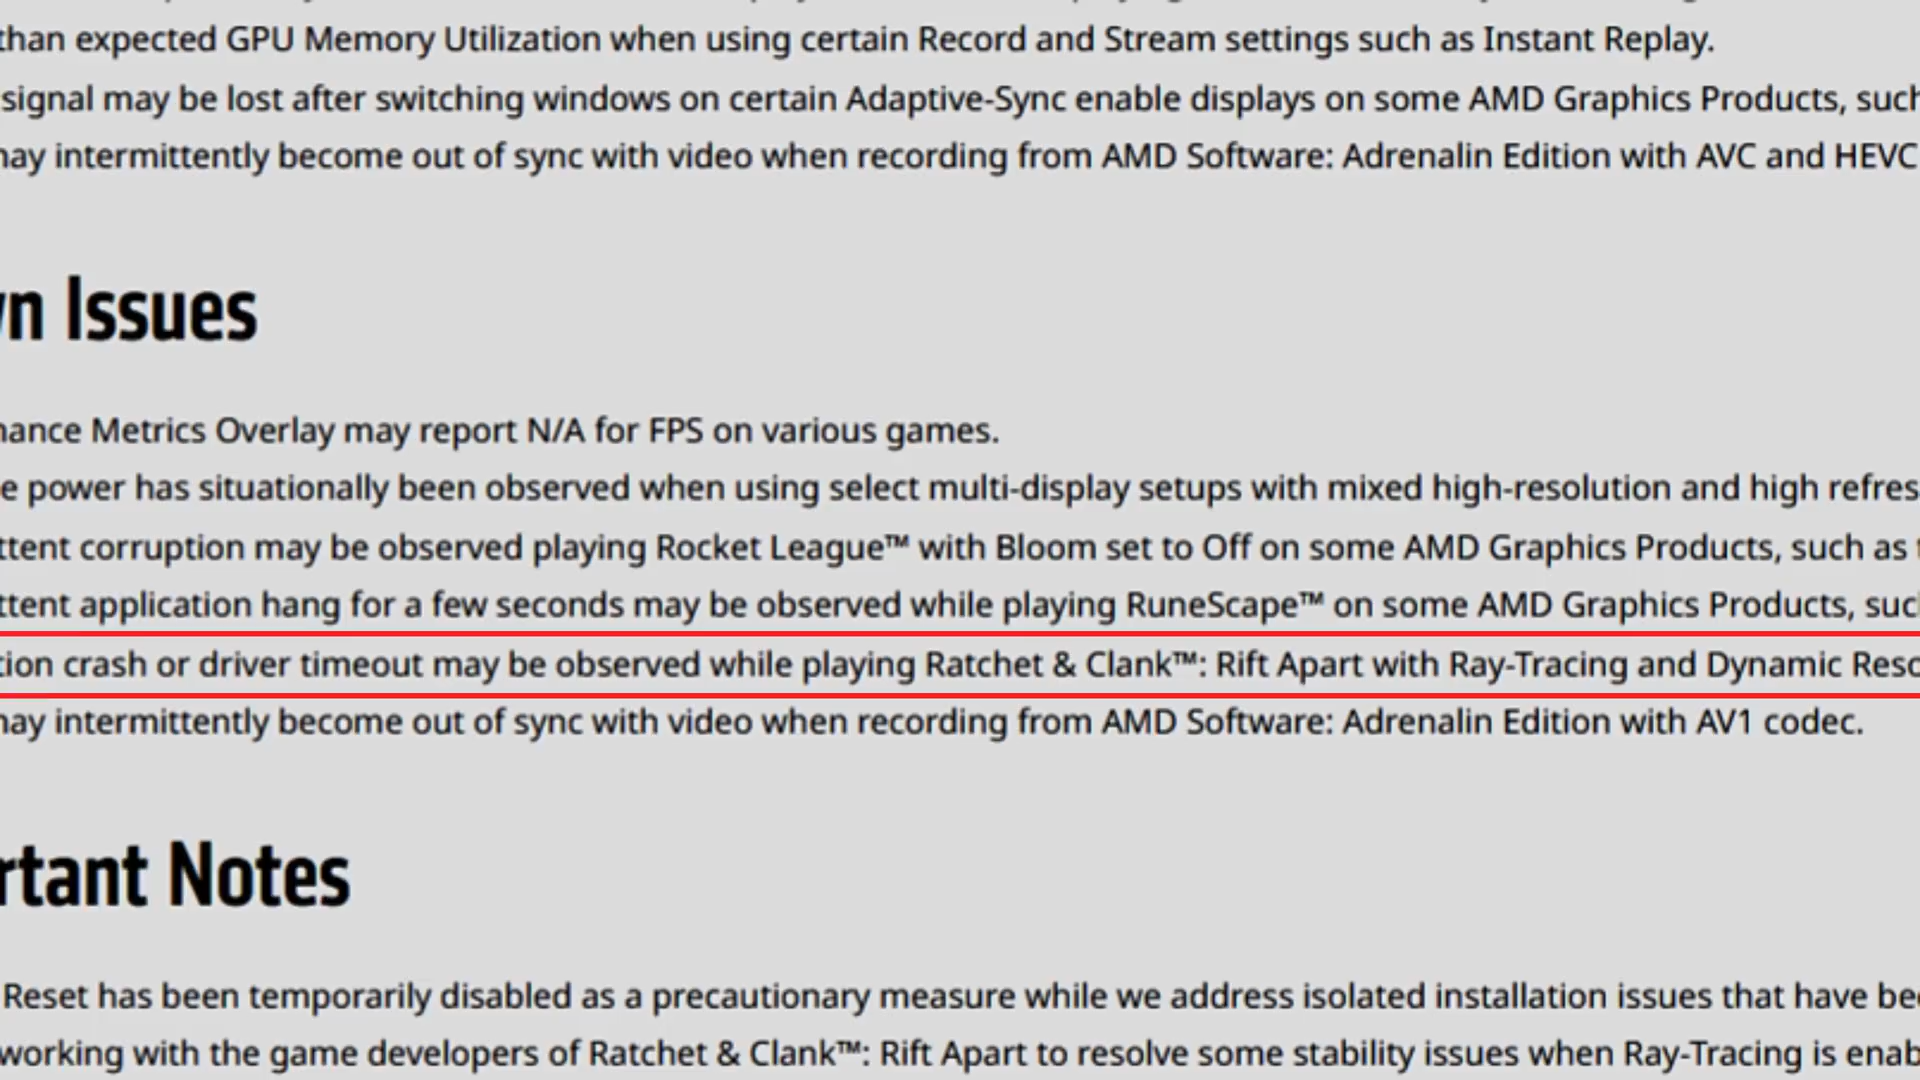 than expected GPU Memory Utilization when using certain Record and Stream settings such as Instant Replay.
signal may be lost after switching windows on certain Adaptive-Sync enable displays on some AMD Graphics Products, such
may intermittently become out of sync with video when recording from AMD Software: Adrenalin Edition with AVC and HEVC
wn Issues
mance Metrics Overlay may report N/A for FPS on various games.
e power has situationally been observed when using select multi-display setups with mixed high-resolution and high refres
ttent corruption may be observed playing Rocket League™ with Bloom set to Off on some AMD Graphics Products, such as t
ttent application hang for a few seconds may be observed while playing RuneScape™ on some AMD Graphics Products, such
tion crash or driver timeout may be observed while playing Ratchet & Clank™: Rift Apart with Ray-Tracing and Dynamic Reso
may intermittently become out of sync with video when recording from AMD Software: Adrenalin Edition with AV1 codec.
rtant Notes
Reset has been temporarily disabled as a precautionary measure while we address isolated installation issues that have bee
working with the game developers of Ratchet & Clank™: Rift Apart to resolve some stability issues when Ray-Tracing is enab